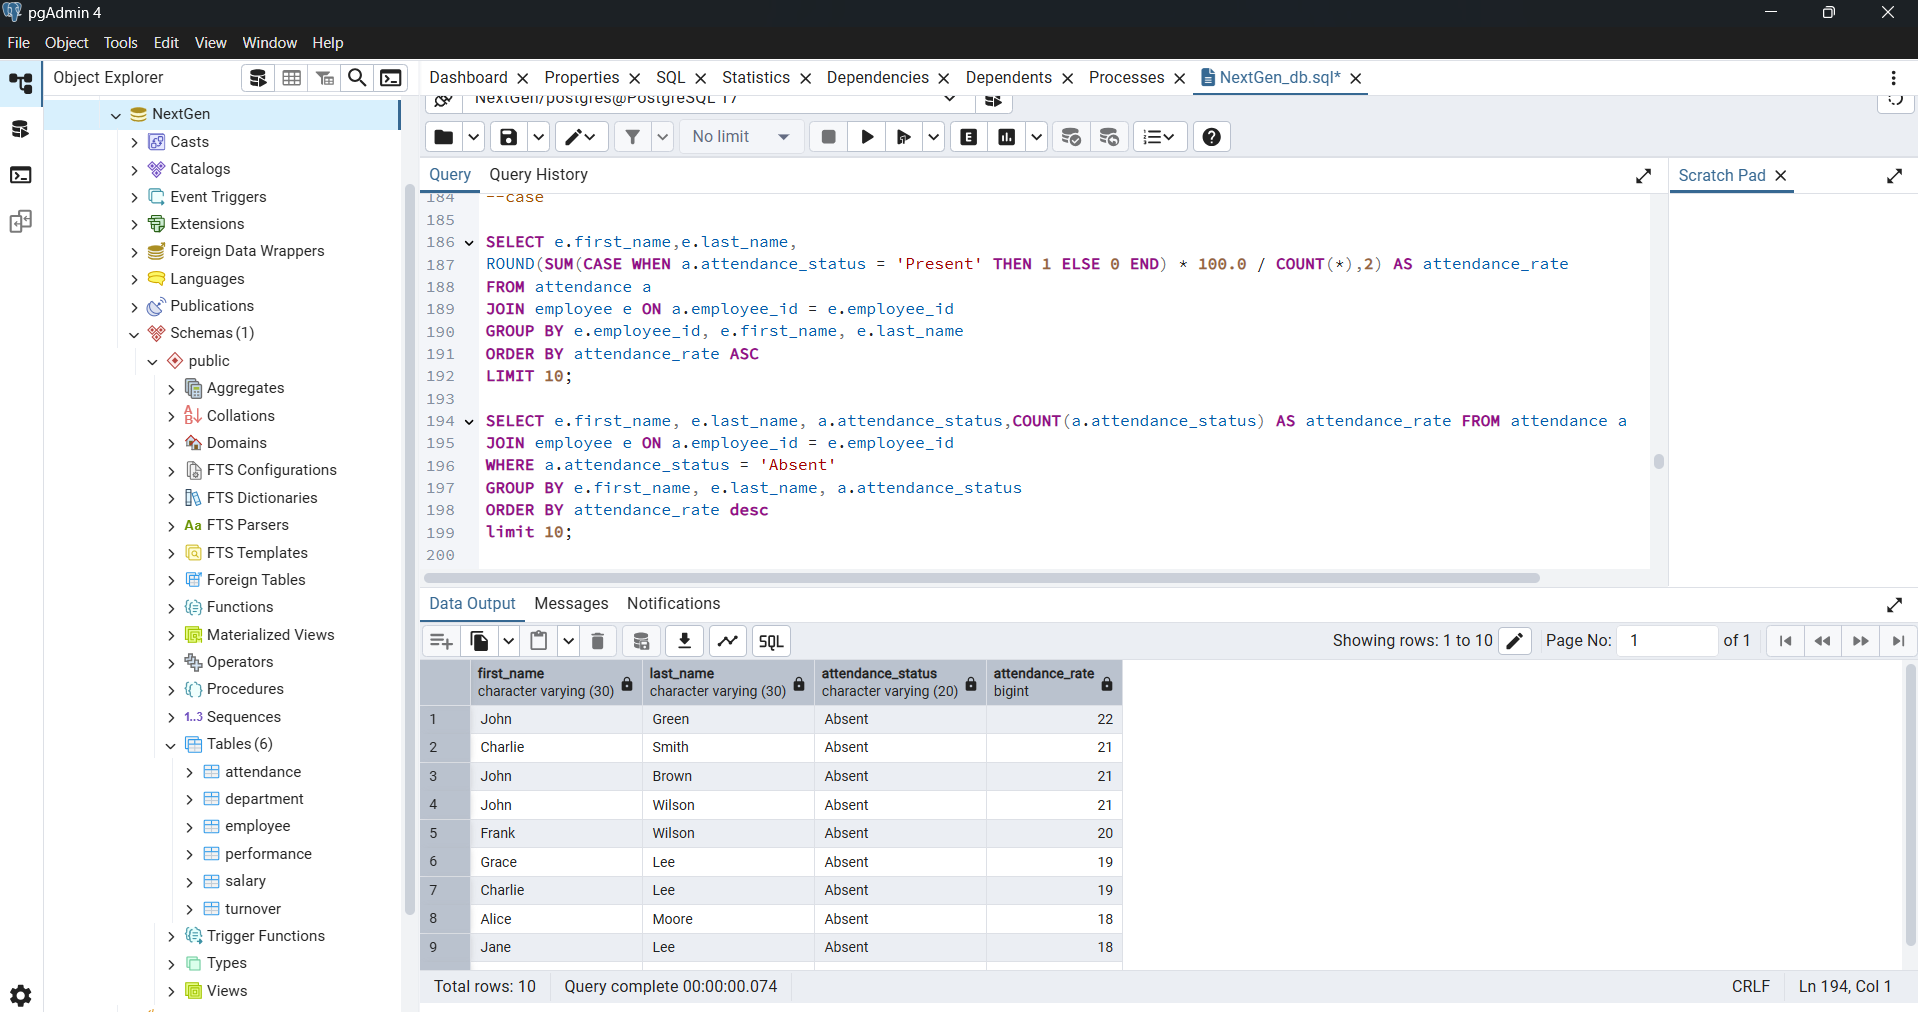 pgAdmin 4
File Object Tools Edit View Window Help
Object Explorer
Dashboard Properties SQL Statistics Dependencies Dependents Processes NextGen_db.sql*
NextGen/postgres@PostgreSQL 17
No limit
Query Query History
Scratch Pad
NextGen
Casts
Catalogs
Event Triggers
Extensions
Foreign Data Wrappers
Languages
Publications
Schemas (1)
public
Aggregates
Collations
Domains
FTS Configurations
FTS Dictionaries
Aa FTS Parsers
FTS Templates
Foreign Tables
Functions
Materialized Views
Operators
Procedures
1..3 Sequences
Tables (6)
attendance
department
employee
performance
salary
turnover
Trigger Functions
Types
Views
184 --case
185
186 SELECT e.first_name,e.last_name,
187 ROUND(SUM(CASE WHEN a.attendance_status = 'Present' THEN 1 ELSE 0 END) * 100.0 / COUNT(*),2) AS attendance_rate
188 FROM attendance a
189 JOIN employee e ON a.employee_id = e.employee_id
190 GROUP BY e.employee_id, e.first_name, e.last_name
191 ORDER BY attendance_rate ASC
192 LIMIT 10;
193
194 SELECT e.first_name, e.last_name, a.attendance_status,COUNT(a.attendance_status) AS attendance_rate FROM attendance a
195 JOIN employee e ON a.employee_id = e.employee_id
196 WHERE a.attendance_status = 'Absent'
197 GROUP BY e.first_name, e.last_name, a.attendance_status
198 ORDER BY attendance_rate desc
199 limit 10;
200
Data Output Messages Notifications
SQL
Showing rows: 1 to 10 Page No: 1 of 1
first_name last_name attendance_status attendance_rate
character varying (30) character varying (30) character varying (20) bigint
1 John Green Absent 22
2 Charlie Smith Absent 21
3 John Brown Absent 21
4 John Wilson Absent 21
5 Frank Wilson Absent 20
6 Grace Lee Absent 19
7 Charlie Lee Absent 19
8 Alice Moore Absent 18
9 Jane Lee Absent 18
Total rows: 10 Query complete 00:00:00.074 CRLF Ln 194, Col 1